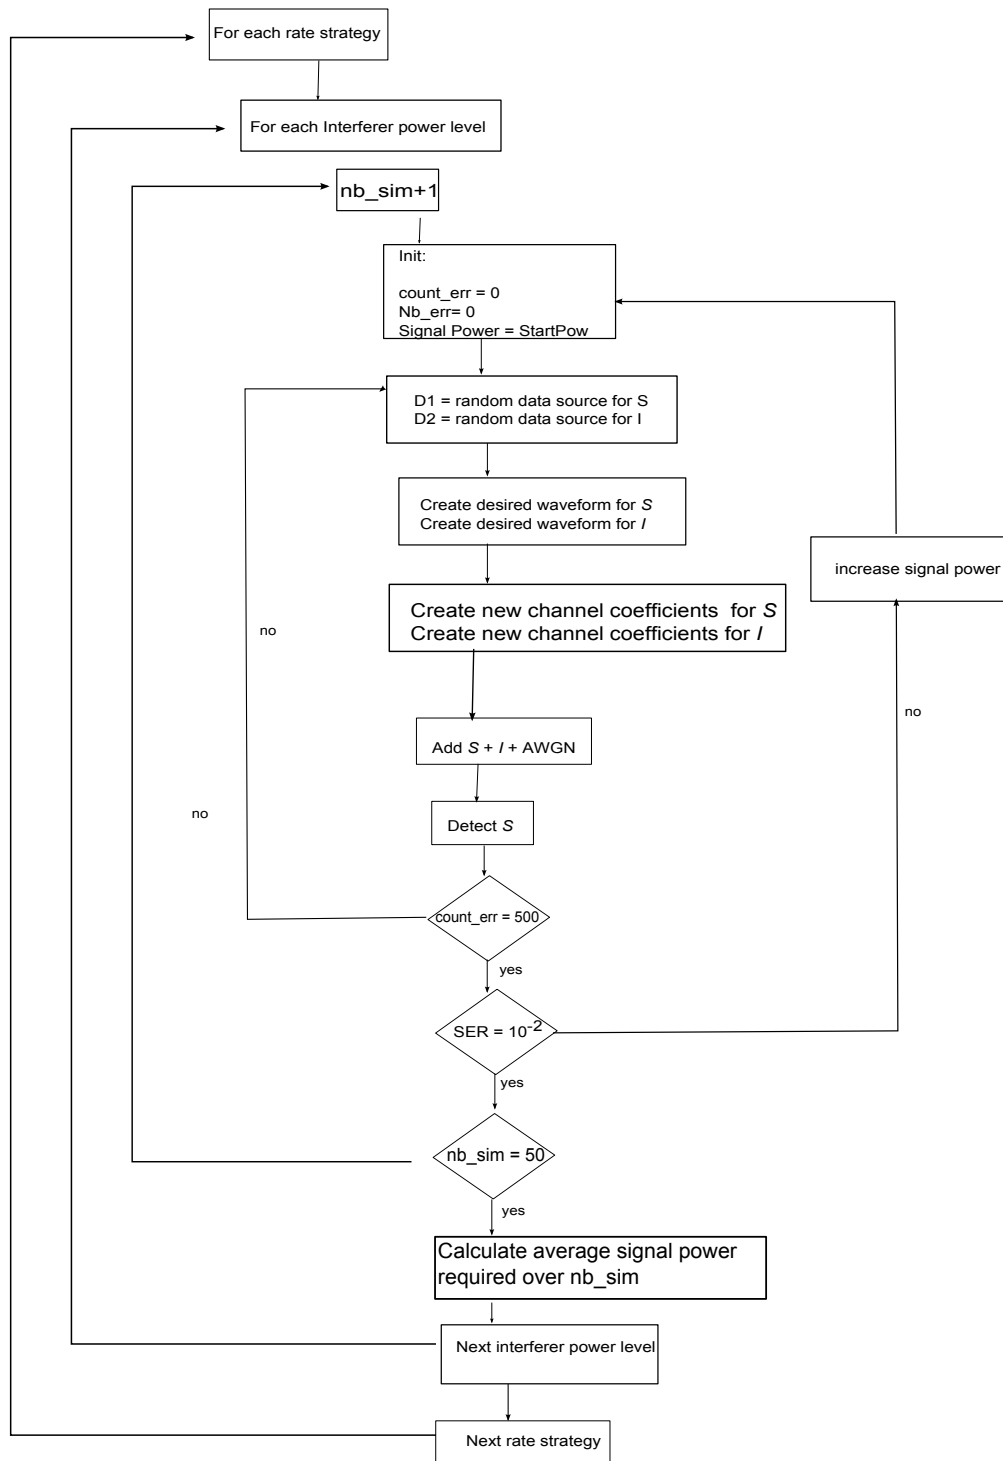 For each rate strategy
For each Interferer power level
nb_sim+1
Init:
count_err = 0
Nb_err= 0
Signal Power = StartPow
D1 = random data source for S
D2 = random data source for I
Create desired waveform for S
Create desired waveform for I
increase signal power
Create new channel coefficients for S
Create new channel coefficients for I
no
no
Add S + I + AWGN
no
Detect S
count_err = 500
yes
SER = 10⁻²
yes
nb_sim = 50
yes
Calculate average signal power
required over nb_sim
Next interferer power level
Next rate strategy